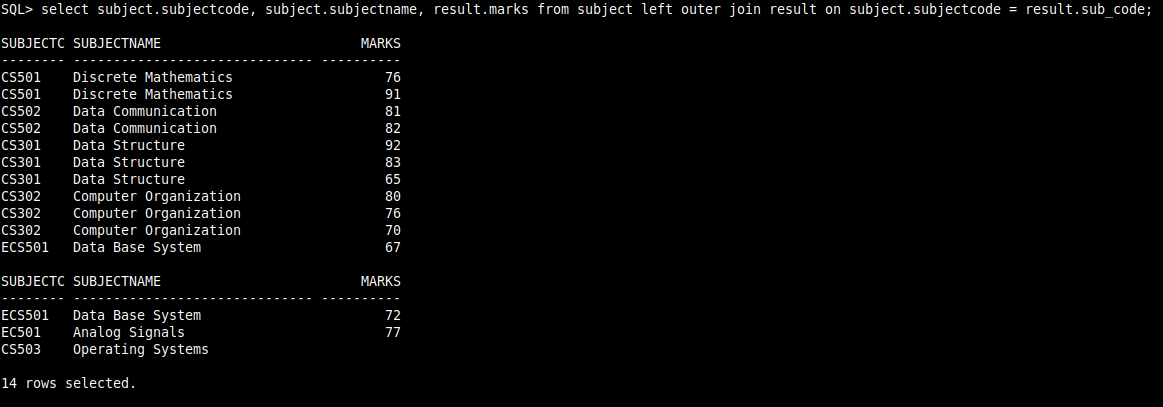 SQL> select subject.subjectcode, subject.subjectname, result.marks from subject left outer join result on subject.subjectcode = result.sub_code;
SUBJECTC SUBJECTNAME                         MARKS
-------- ------------------------------ ----------
CS501    Discrete Mathematics                   76
CS501    Discrete Mathematics                   91
CS502    Data Communication                     81
CS502    Data Communication                     82
CS301    Data Structure                         92
CS301    Data Structure                         83
CS301    Data Structure                         65
CS302    Computer Organization                  80
CS302    Computer Organization                  76
CS302    Computer Organization                  70
ECS501   Data Base System                       67
SUBJECTC SUBJECTNAME                         MARKS
-------- ------------------------------ ----------
ECS501   Data Base System                       72
EC501    Analog Signals                         77
CS503    Operating Systems
14 rows selected.